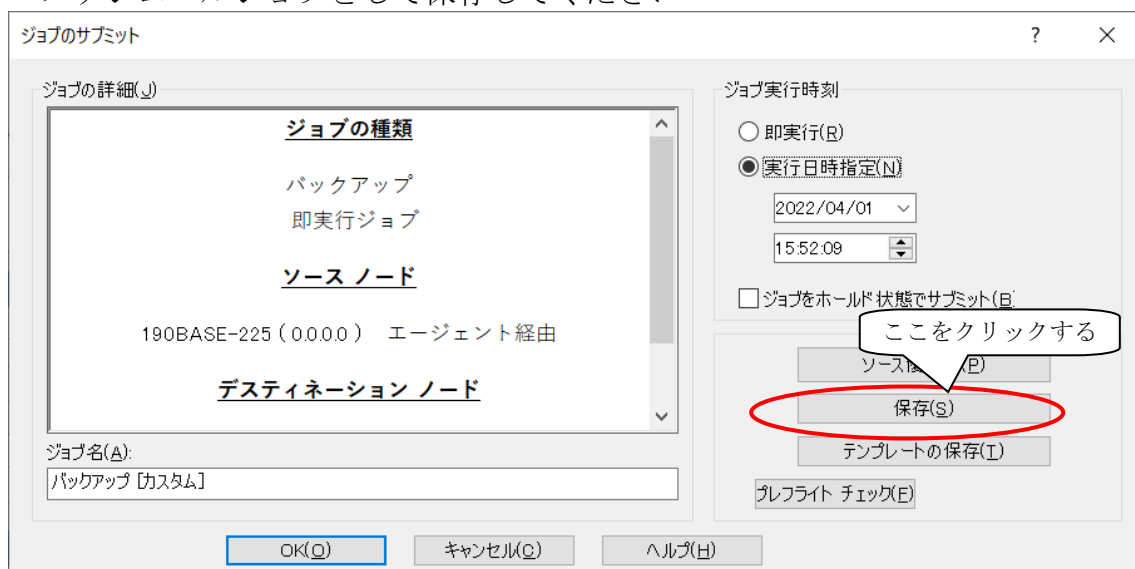 ジョブのサブミット ? ×
ジョブの詳細(J)
ジョブの種類
バックアップ
即実行ジョブ
ソース ノード
190BASE-225 ( 0.0.0.0 ) エージェント経由
デスティネーション ノード
ジョブ名(A):
バックアップ [カスタム]
ジョブ実行時刻
即実行(R)
実行日時指定(N)
2022/04/01
15:52:09
ジョブをホールド状態でサブミット(B)
ここをクリックする
(P)
保存(S)
テンプレートの保存(T)
プレフライト チェック(F)
OK(O) キャンセル(C) ヘルプ(H)